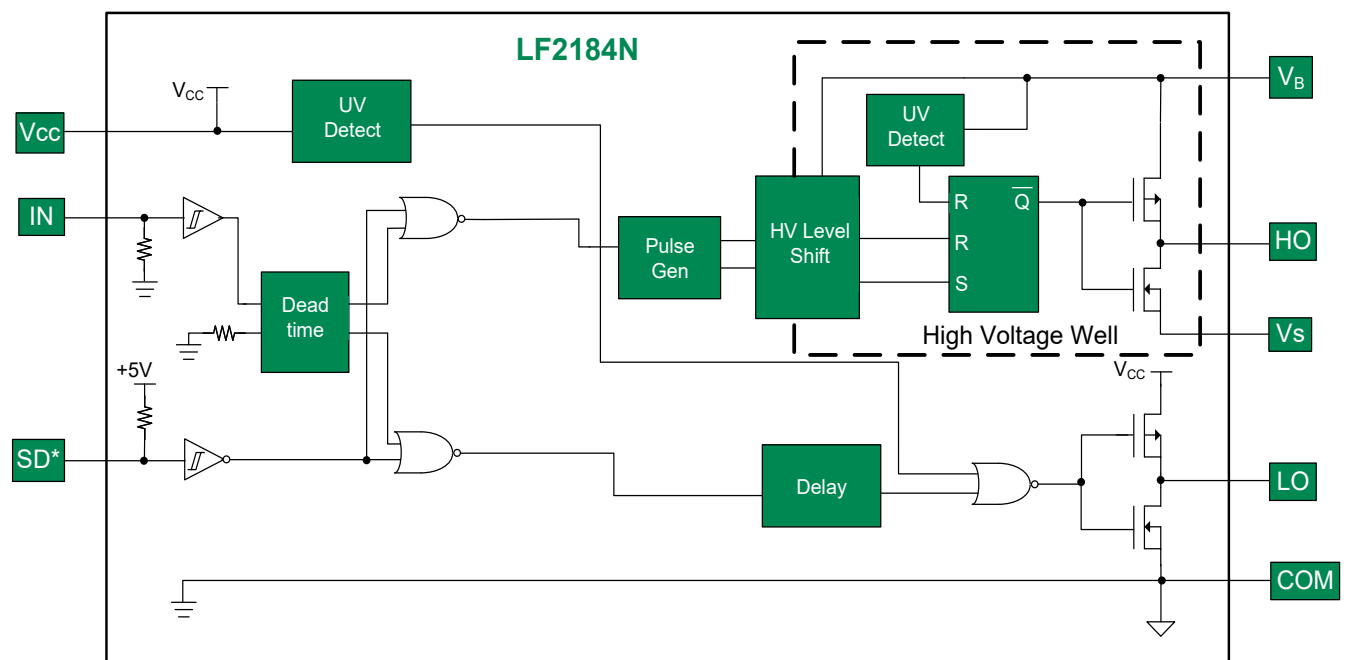 LF2184N
VB
VCC
UV
Detect
Vcc
UV
Detect
IN
R
Q
HV Level
Shift
R
Pulse
Gen
HO
S
Dead
time
High Voltage Well
Vs
+5V
VCC
SD*
Delay
LO
COM